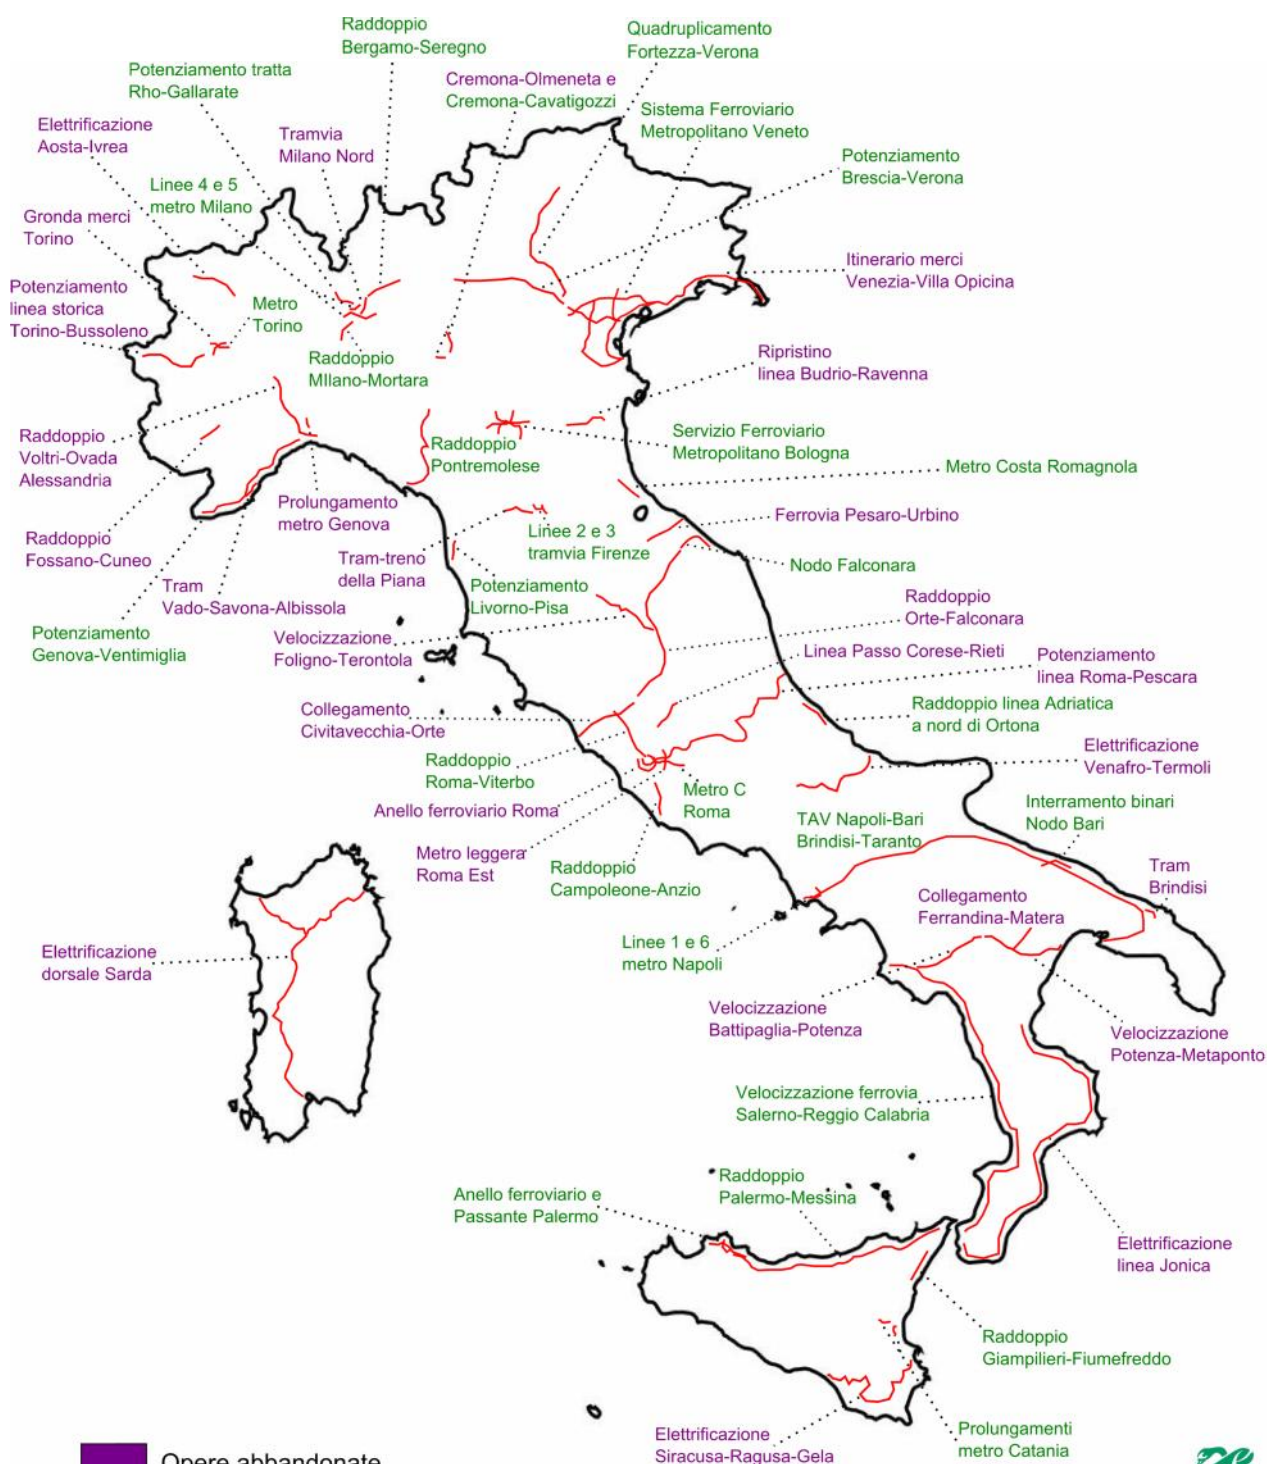 Raddoppio
Bergamo-Seregno
Quadruplicamento
Fortezza-Verona
Potenziamento tratta
Rho-Gallarate
Cremona-Olmeneta e
Cremona-Cavatigozzi
Sistema Ferroviario
Metropolitano Veneto
Elettrificazione
Aosta-Ivrea
Tramvia
Milano Nord
Potenziamento
Brescia-Verona
Linee 4 e 5
metro Milano
Gronda merci
Torino
Itinerario merci
Venezia-Villa Opicina
Potenziamento
linea storica
Torino-Bussoleno
Metro
Torino
Raddoppio
MIlano-Mortara
Ripristino
linea Budrio-Ravenna
Raddoppio
Voltri-Ovada
Alessandria
Raddoppio
Pontremolese
Servizio Ferroviario
Metropolitano Bologna
Metro Costa Romagnola
Prolungamento
metro Genova
Ferrovia Pesaro-Urbino
Raddoppio
Fossano-Cuneo
Linee 2 e 3
tramvia Firenze
Tram-treno
della Piana
Nodo Falconara
Tram
Vado-Savona-Albissola
Potenziamento
Livorno-Pisa
Raddoppio
Orte-Falconara
Potenziamento
Genova-Ventimiglia
Velocizzazione
Foligno-Terontola
Linea Passo Corese-Rieti
Potenziamento
linea Roma-Pescara
Collegamento
Civitavecchia-Orte
Raddoppio linea Adriatica
a nord di Ortona
Raddoppio
Roma-Viterbo
Elettrificazione
Venafro-Termoli
Metro C
Roma
Anello ferroviario Roma
Interramento binari
Nodo Bari
TAV Napoli-Bari
Brindisi-Taranto
Metro leggera
Roma Est
Raddoppio
Campoleone-Anzio
Tram
Brindisi
Collegamento
Ferrandina-Matera
Linee 1 e 6
metro Napoli
Elettrificazione
dorsale Sarda
Velocizzazione
Battipaglia-Potenza
Velocizzazione
Potenza-Metaponto
Velocizzazione ferrovia
Salerno-Reggio Calabria
Raddoppio
Palermo-Messina
Anello ferroviario e
Passante Palermo
Elettrificazione
linea Jonica
Raddoppio
Giampilieri-Fiumefreddo
Elettrificazione
Siracusa-Ragusa-Gela
Prolungamenti
metro Catania
Opere abbandonate